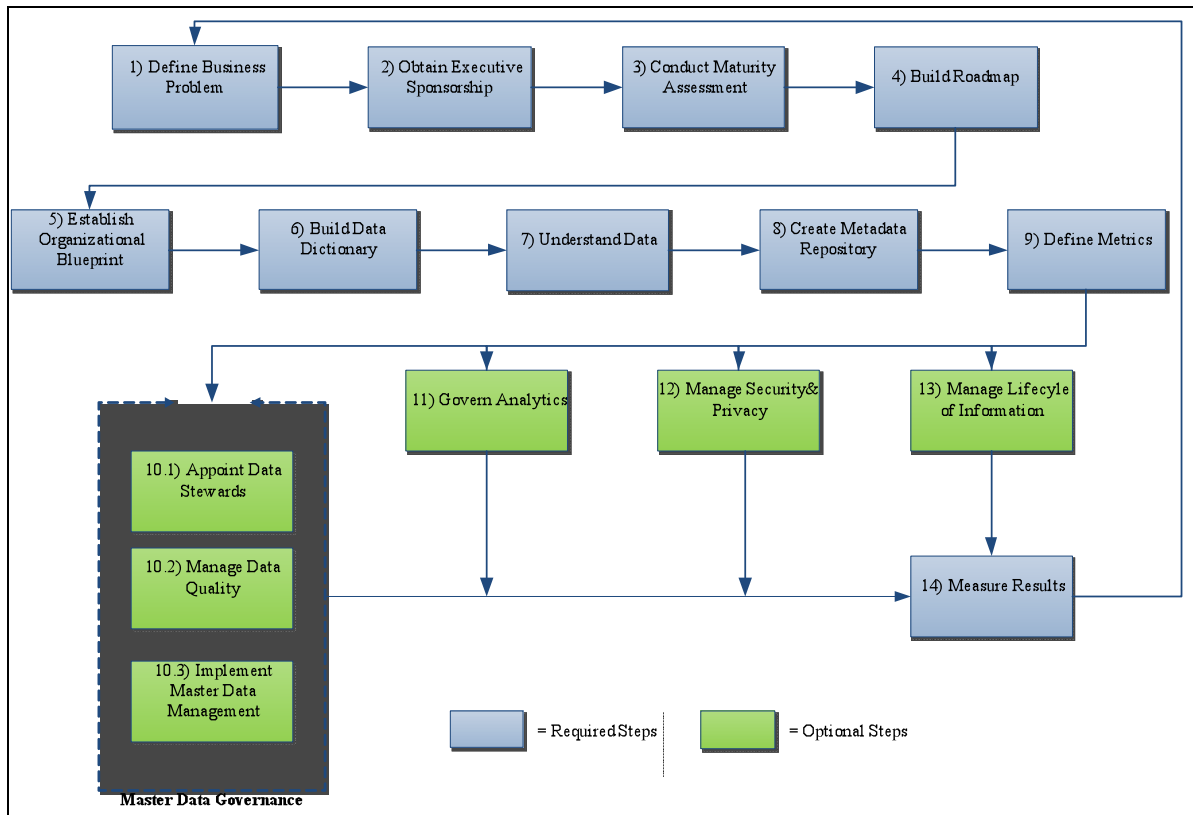 1) Define Business
Problem
2) Obtain Executive
Sponsorship
3) Conduct Maturity
Assessment
4) Build Roadmap
5) Establish
Organizational
Blueprint
6) Build Data
Dictionary
7) Understand Data
8) Create Metadata
Repository
9) Define Metrics
10.1) Appoint Data
Stewards
10.2) Manage Data
Quality
10.3) Implement
Master Data
Management
Master Data Governance
11) Govern Analytics
12) Manage Security&
Privacy
13) Manage Lifecyle
of Information
14) Measure Results
= Required Steps
= Optional Steps